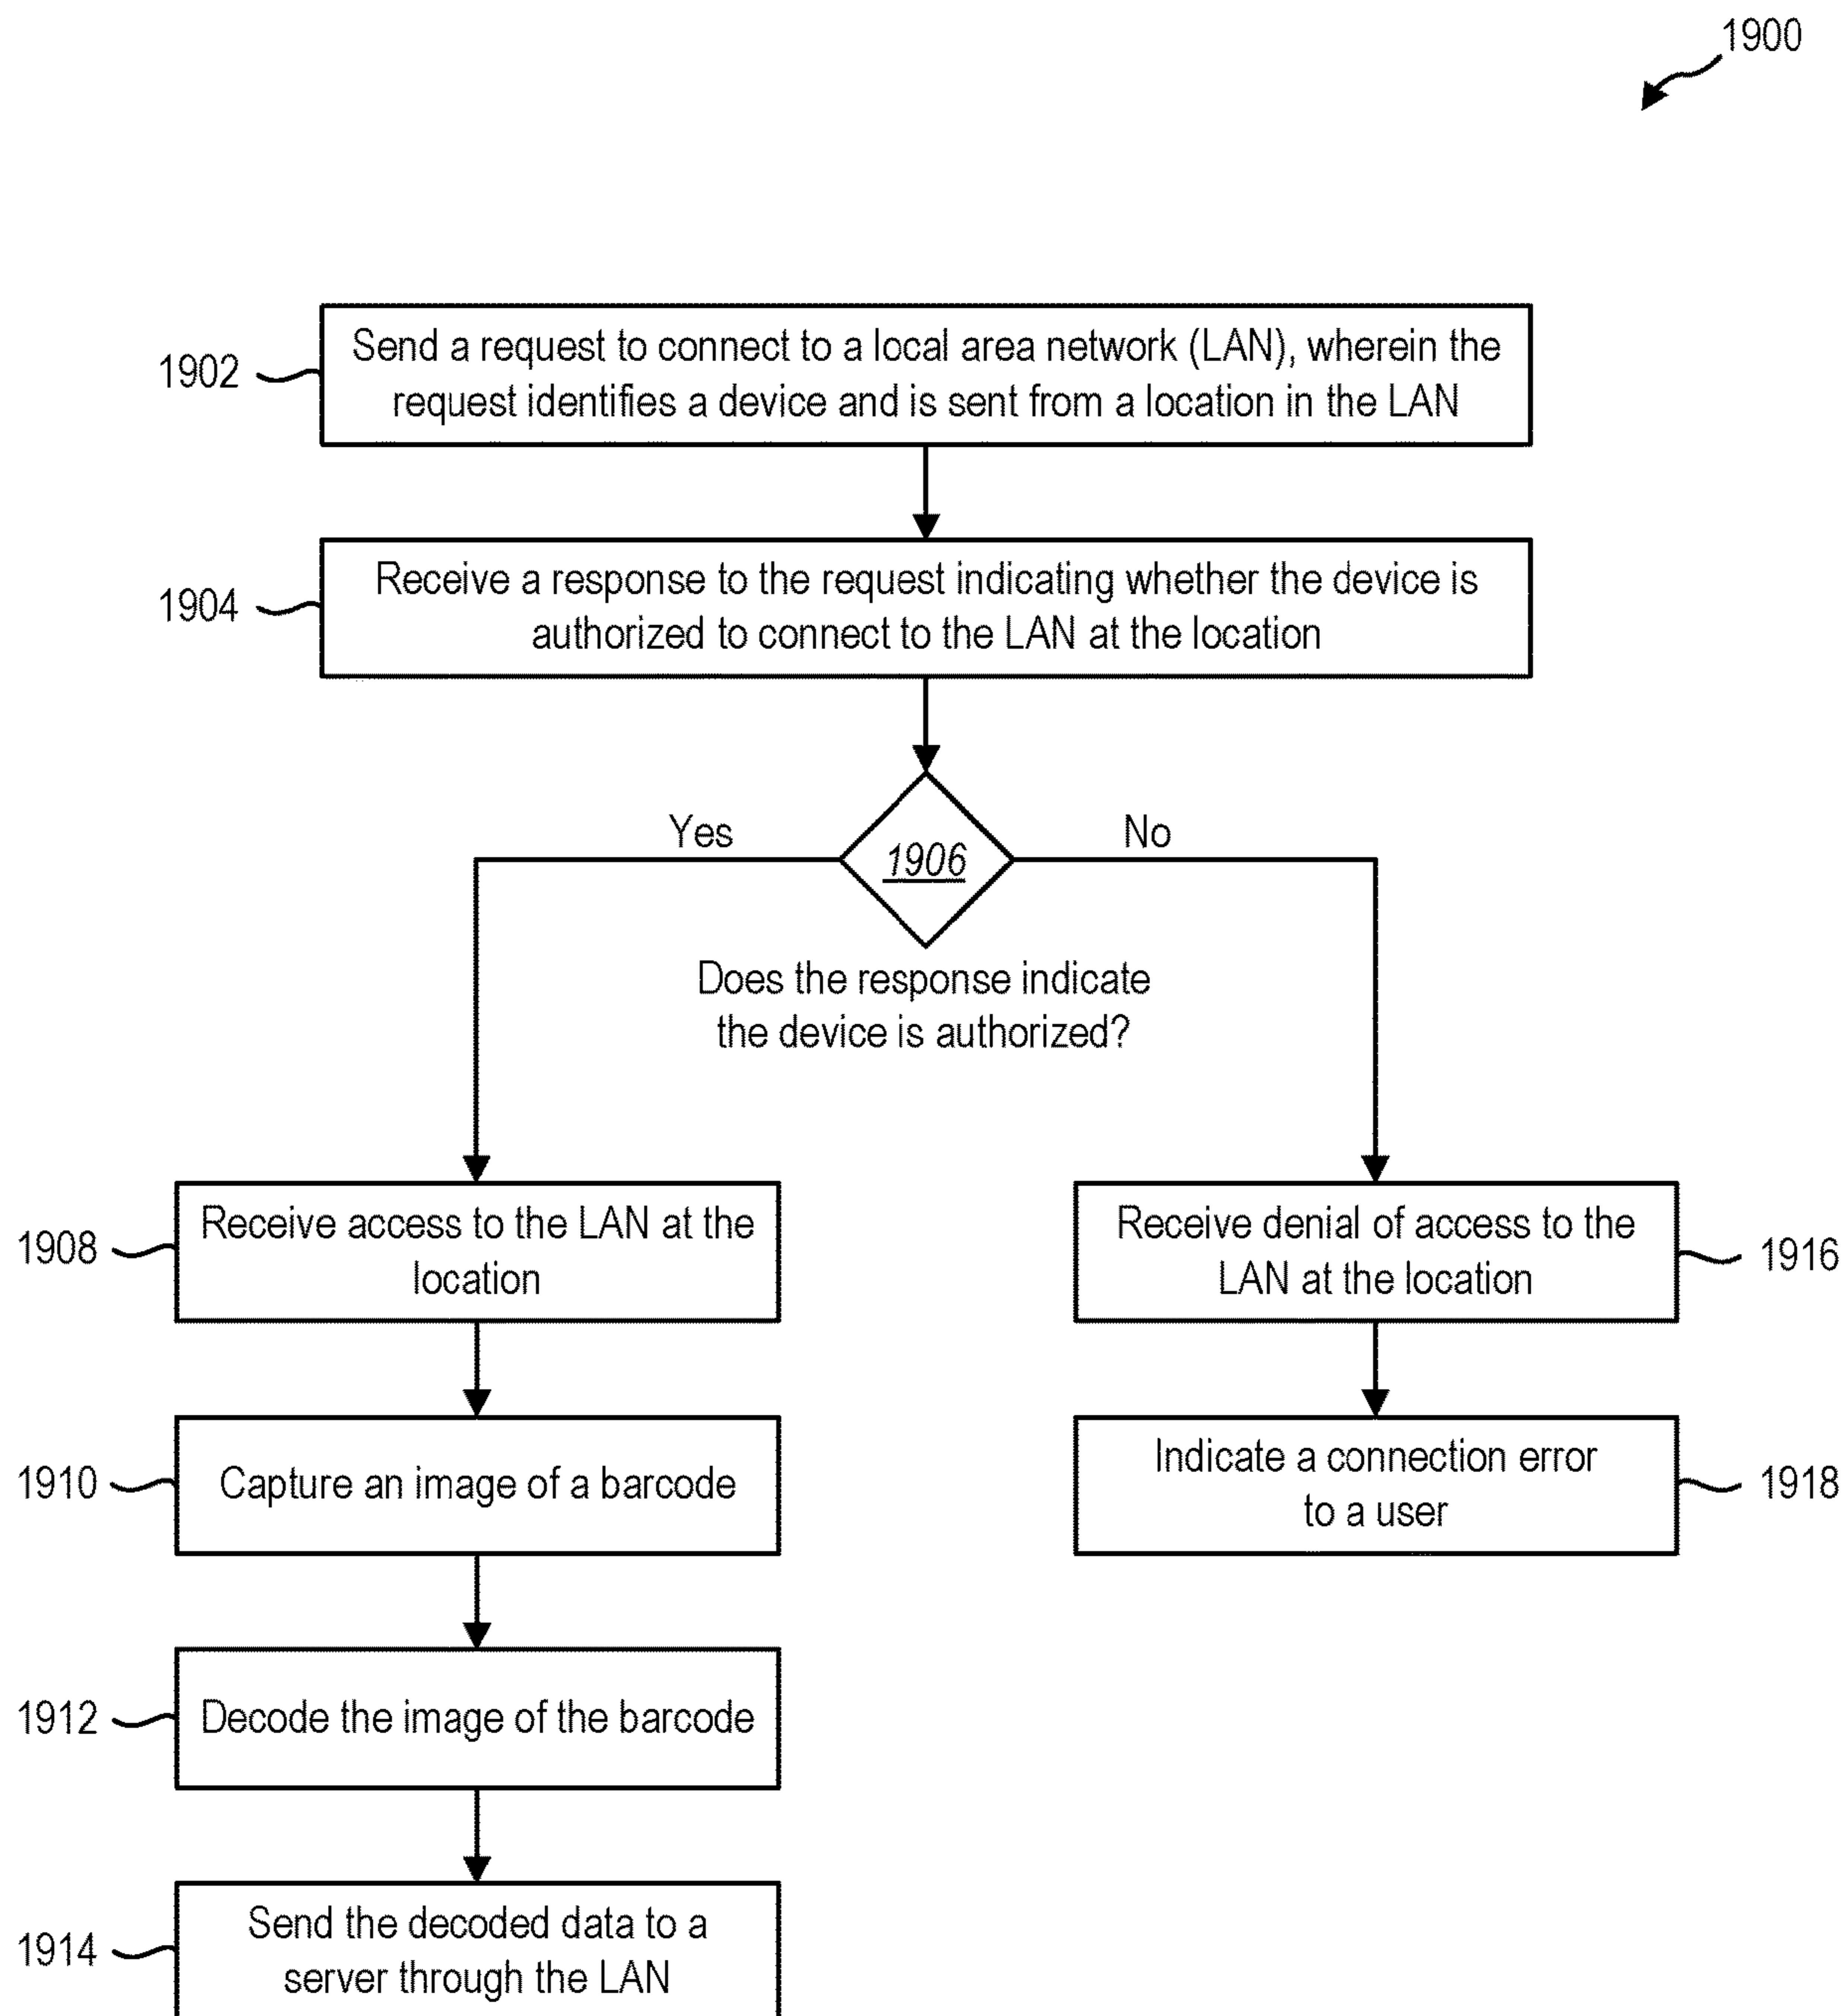 1900
1902
Send a request to connect to a local area network (LAN), wherein the
request identifies a device and is sent from a location in the LAN
1904
Receive a response to the request indicating whether the device is
authorized to connect to the LAN at the location
Yes
1906
No
Does the response indicate
the device is authorized?
1908
Receive access to the LAN at the
location
1910
Capture an image of a barcode
1912
Decode the image of the barcode
1914
Send the decoded data to a
server through the LAN
Receive denial of access to the
LAN at the location
1916
Indicate a connection error
to a user
1918